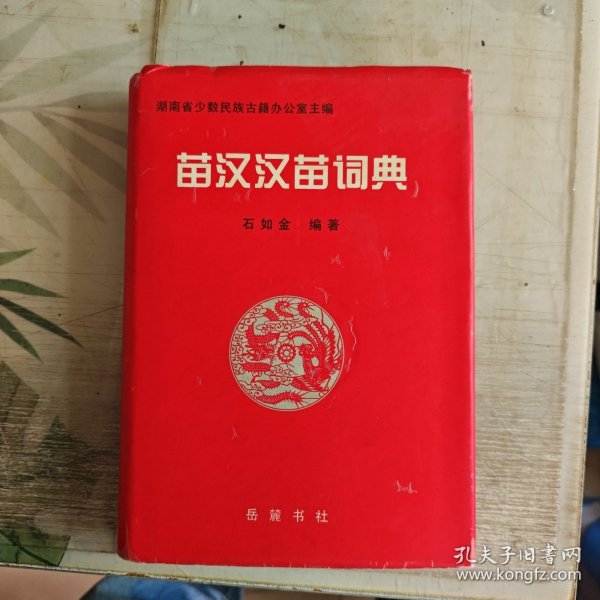 湖南省少数民族古籍办公室主编
苗汉汉苗词典
石如金 编著
岳麓书社
孔夫子旧书网
www.kongfz.com